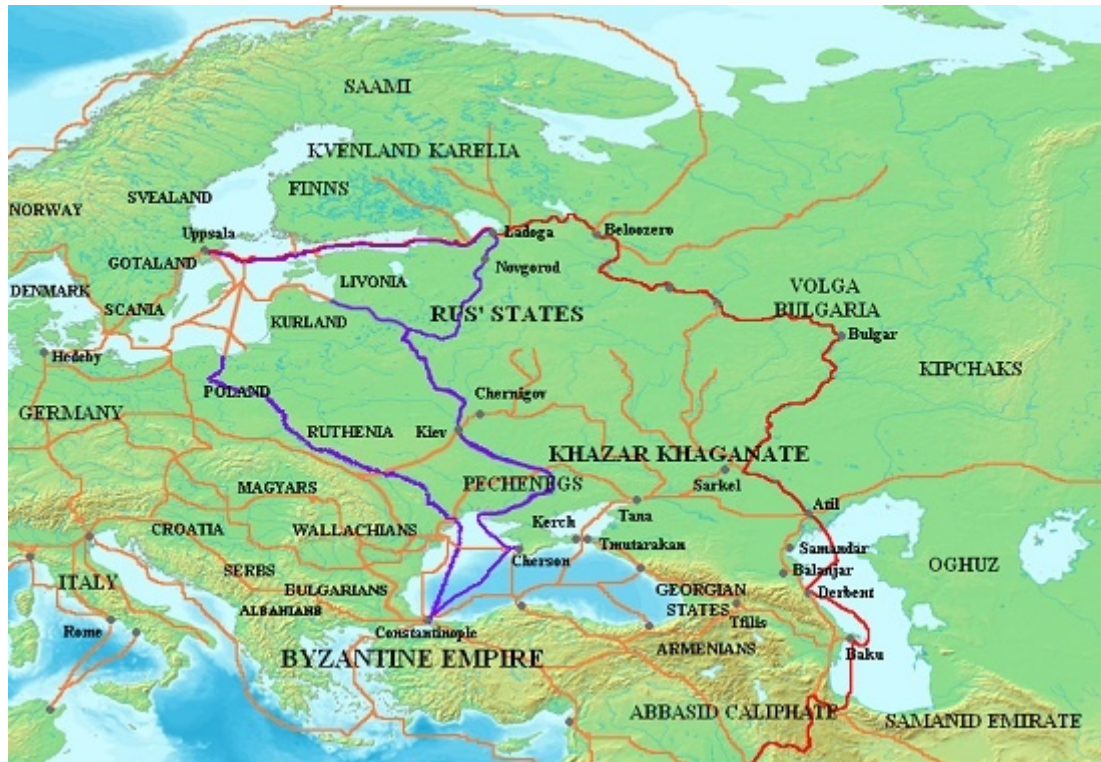 SAAMI
KVENLAND KARELIA
FINNS
SVEALAND
NORWAY
Uppsala
Ladoga
Beloozero
GOTALAND
Novgorod
LIVONIA
DENMARK
SCANIA
KURLAND
RUS' STATES
VOLGA
BULGARIA
Bulgar
Hedeby
KIPCHAKS
POLAND
Chernigov
GERMANY
RUTHENIA
Kiev
KHAZAR KHAGANATE
MAGYARS
PECHENEGS
Sarkel
Atil
Tana
CROATIA
WALLACHIANS
Kerch
Tmutarakan
Samandar
Cherson
OGHUZ
ITALY
SERBS
Balanjar
BULGARIANS
GEORGIAN
STATES
Derbent
ALBANIANS
Tfilis
Rome
Constantinople
ARMENIANS
Baku
BYZANTINE EMPIRE
ABBASID CALIPHATE
SAMANID EMIRATE